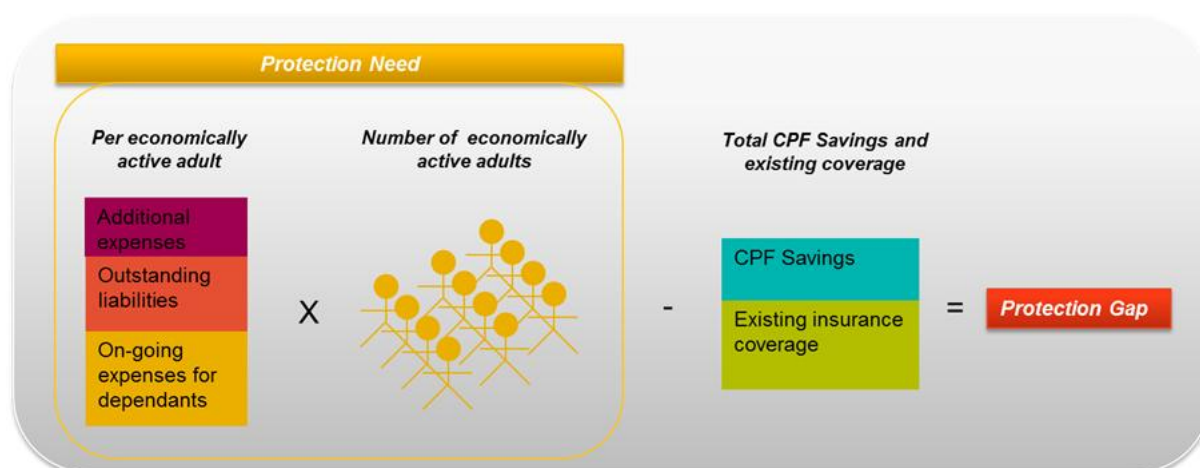 Protection Need
Per economically
active adult
Number of  economically
active adults
Total CPF Savings and
existing coverage
Additional
expenses
Outstanding
liabilities
On-going
expenses for
dependants
X
-
CPF Savings
Existing insurance
coverage
=
Protection Gap